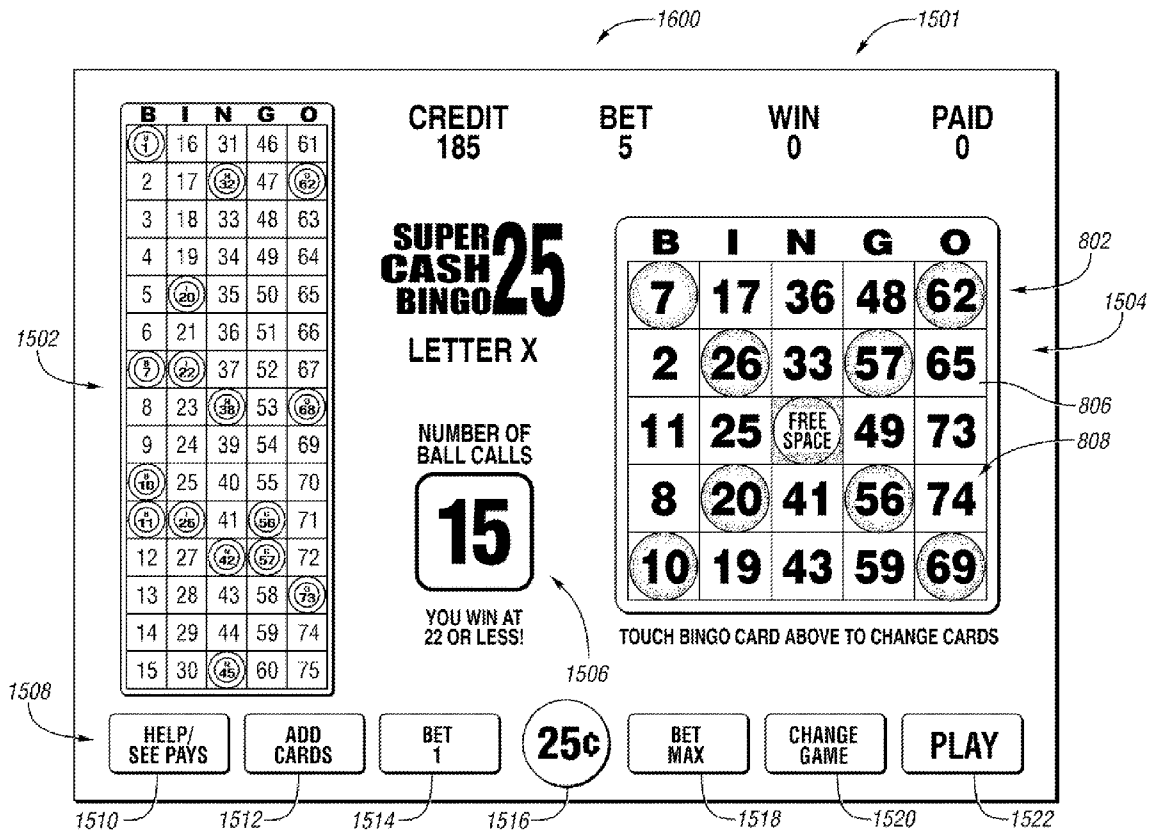 1600
1501
B I N G O
B 1 16 31 46 61
2 17 N 32 47 O 62
3 18 33 48 63
4 19 34 49 64
5 I 20 35 50 65
6 21 36 51 66
B 7 I 22 37 52 67
8 23 N 38 53 O 68
9 24 39 54 69
B 10 25 40 55 70
B 11 I 26 41 G 56 71
12 27 N 42 G 57 72
13 28 43 58 O 73
14 29 44 59 74
15 30 N 45 60 75
1502
CREDIT BET WIN PAID
185 5 0 0
SUPER
CASH
BINGO
25
LETTER X
NUMBER OF
BALL CALLS
15
YOU WIN AT
22 OR LESS!
1506
B I N G O
7 17 36 48 62
2 26 33 57 65
11 25 FREE SPACE 49 73
8 20 41 56 74
10 19 43 59 69
TOUCH BINGO CARD ABOVE TO CHANGE CARDS
802
1504
806
808
1508
HELP/
SEE PAYS
ADD
CARDS
BET
1
25¢
BET
MAX
CHANGE
GAME
PLAY
1510 1512 1514 1516 1518 1520 1522